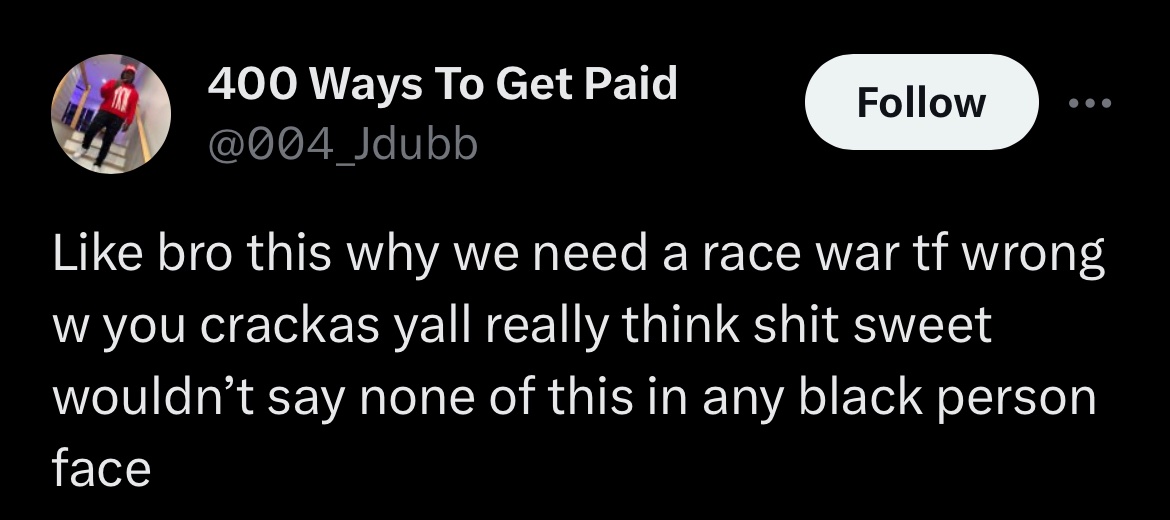 400 Ways To Get Paid
Follow
@004_Jdubb
Like bro this why we need a race war tf wrong
w you crackas yall really think shit sweet
wouldn’t say none of this in any black person
face